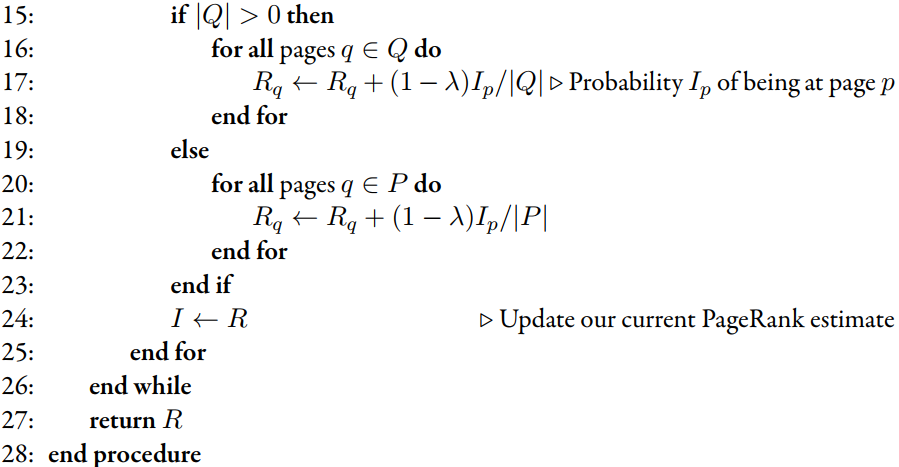 15: if |Q| > 0 then
16: for all pages q ∈ Q do
17: R_q ← R_q + (1 − λ)I_p/|Q| ▷ Probability I_p of being at page p
18: end for
19: else
20: for all pages q ∈ P do
21: R_q ← R_q + (1 − λ)I_p/|P|
22: end for
23: end if
24: I ← R ▷ Update our current PageRank estimate
25: end for
26: end while
27: return R
28: end procedure